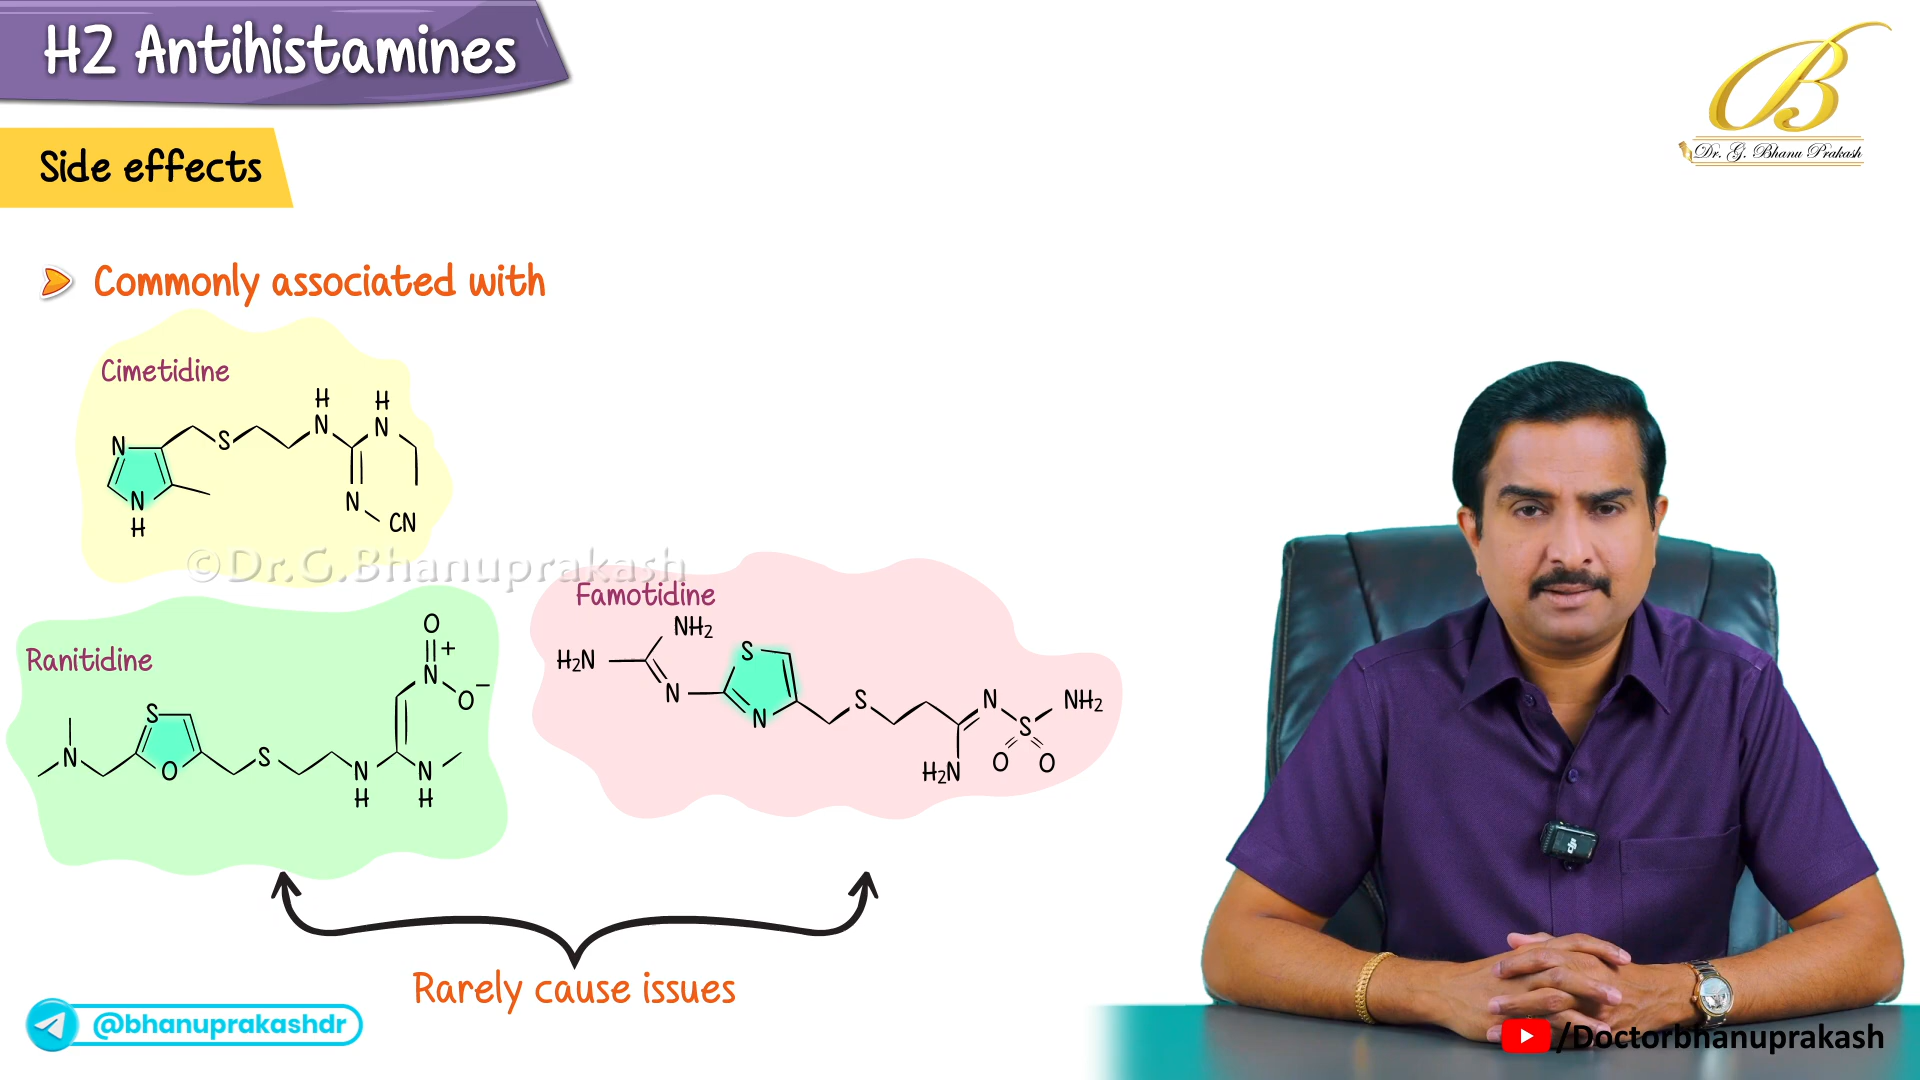 H2 Antihistamines
Dr. G. Bhanu Prakash
Side effects
Commonly associated with
Cimetidine
H
H
N
N
N
S
N
H
N
CN
©Dr.G.Bhanuprakash
Famotidine
NH2
H2N
N
S
N
S
N
S
NH2
O
O
H2N
Ranitidine
O
+
N
O−
S
N
O
S
N
H
N
H
Rarely cause issues
@bhanuprakashdr
/Doctorbhanuprakash
dji